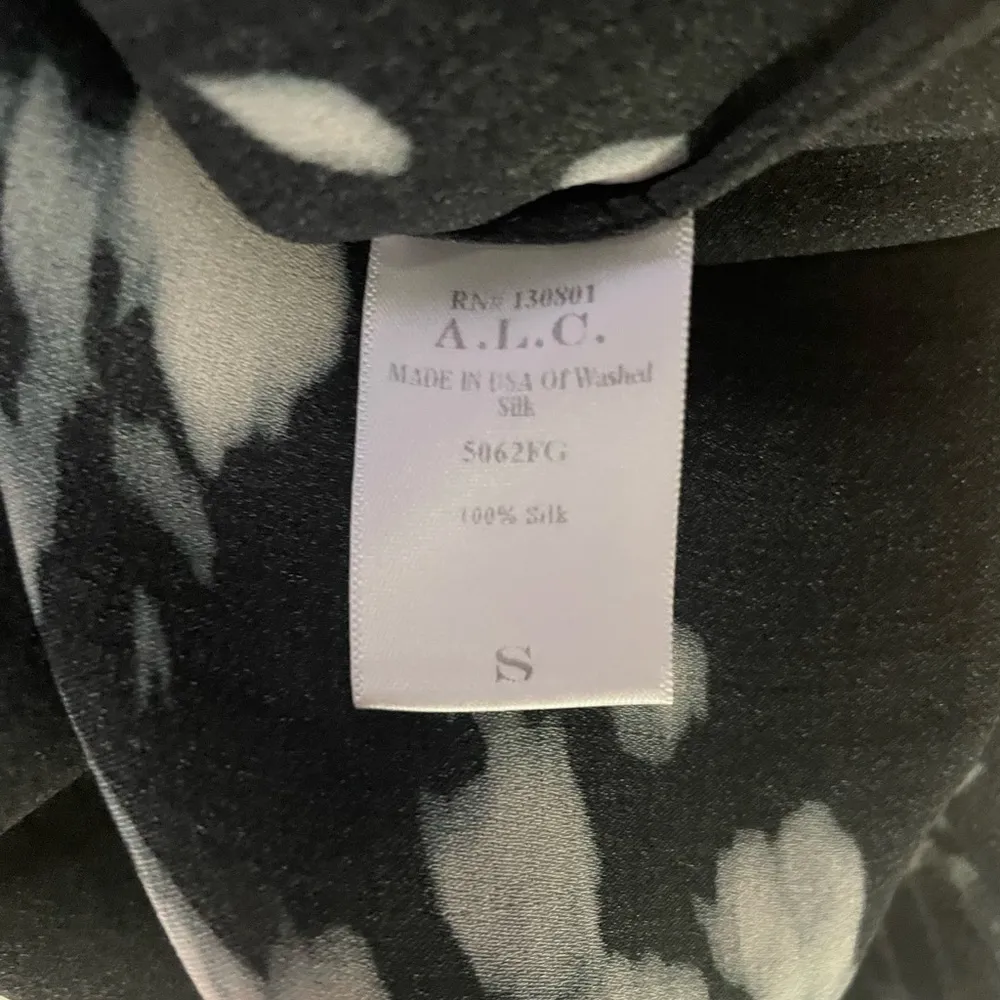 RN# 130801
A.L.C.
MADE IN USA Of Washed
Silk
5062FG
100% Silk
S